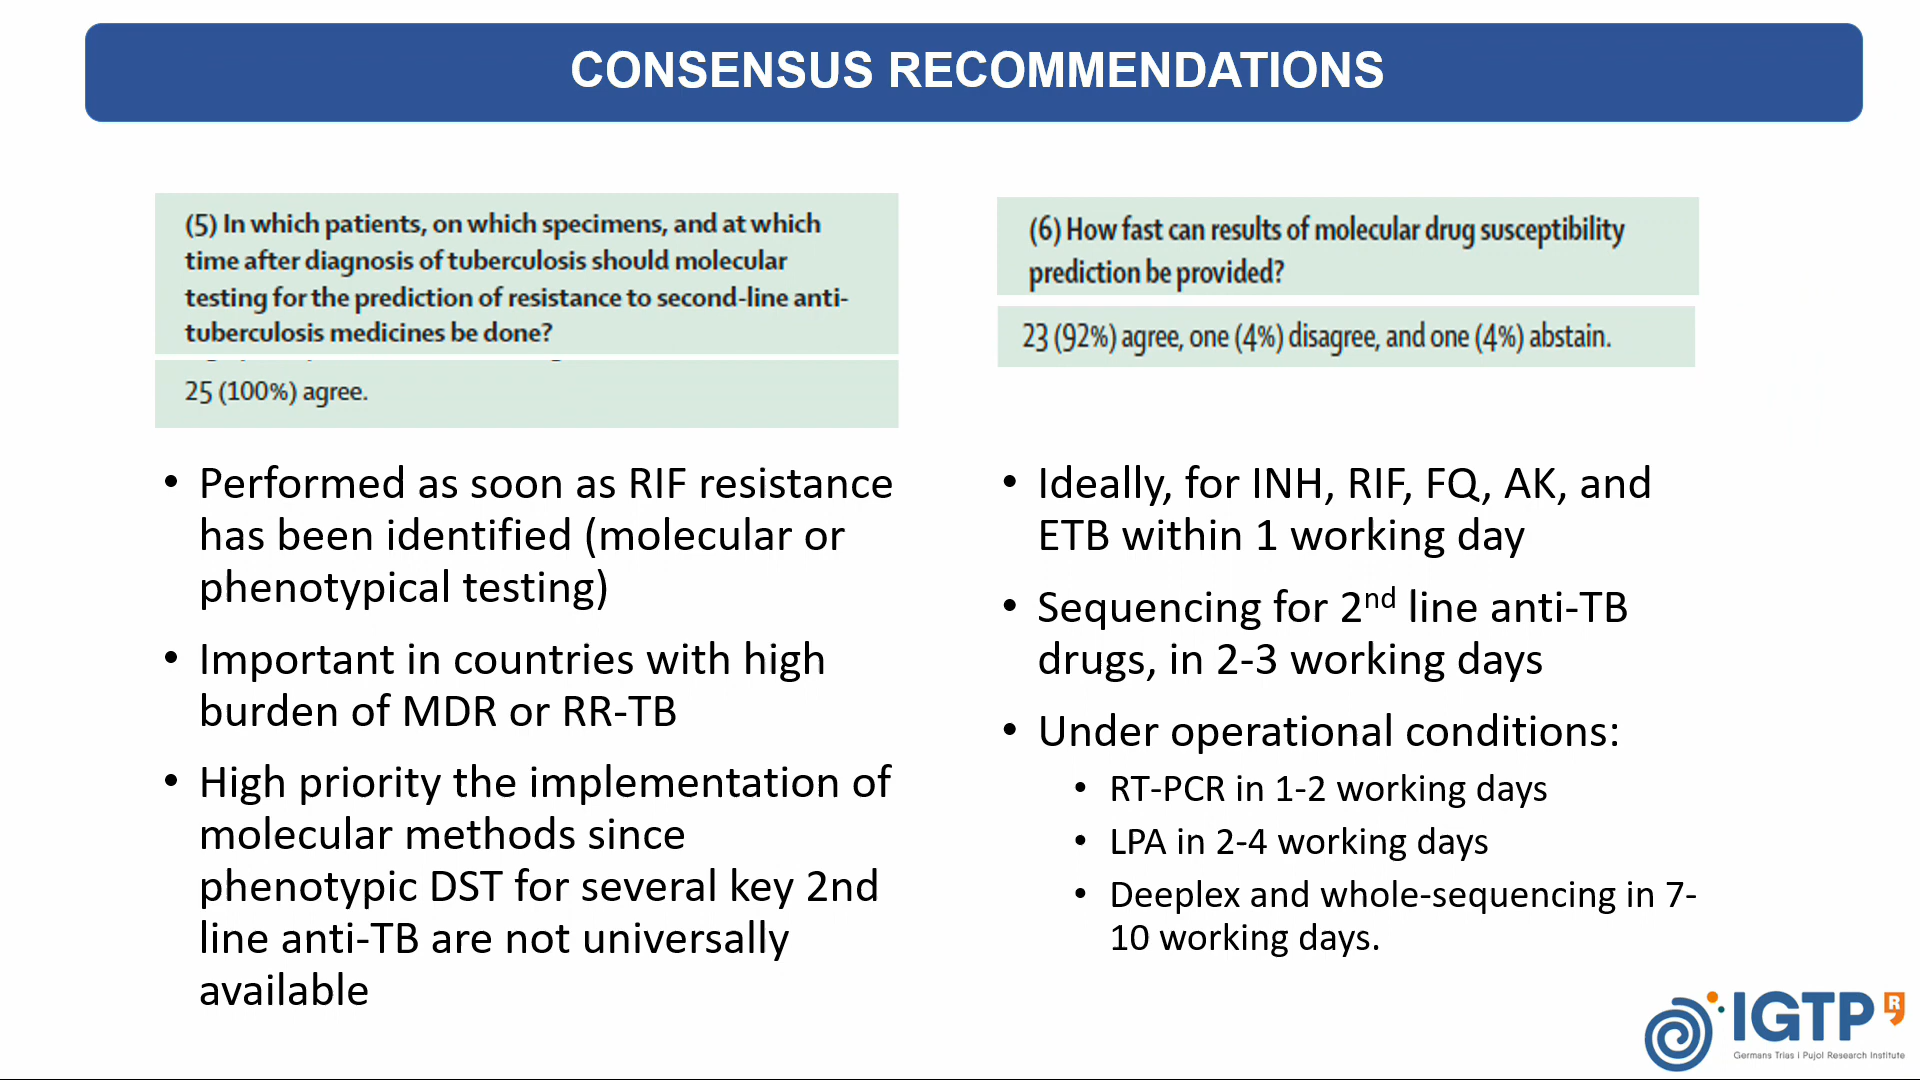 CONSENSUS RECOMMENDATIONS
(5) In which patients, on which specimens, and at which
time after diagnosis of tuberculosis should molecular
testing for the prediction of resistance to second-line anti-
tuberculosis medicines be done?
25 (100%) agree.
• Performed as soon as RIF resistance
has been identified (molecular or
phenotypical testing)
• Important in countries with high
burden of MDR or RR-TB
• High priority the implementation of
molecular methods since
phenotypic DST for several key 2nd
line anti-TB are not universally
available
(6) How fast can results of molecular drug susceptibility
prediction be provided?
23 (92%) agree, one (4%) disagree, and one (4%) abstain.
• Ideally, for INH, RIF, FQ, AK, and
ETB within 1 working day
• Sequencing for 2nd line anti-TB
drugs, in 2-3 working days
• Under operational conditions:
• RT-PCR in 1-2 working days
• LPA in 2-4 working days
• Deeplex and whole-sequencing in 7-
10 working days.
IGTP R
Germans Trias i Pujol Research Institute